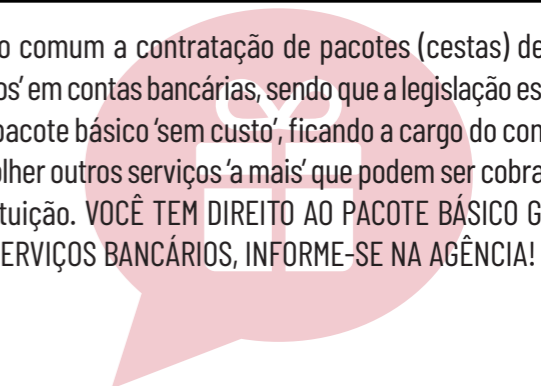 o comum a contratação de pacotes (cestas) de
os’ em contas bancárias, sendo que a legislação es
pacote básico ‘sem custo’, ficando a cargo do con
lher outros serviços ‘a mais’ que podem ser cobra
tuição. VOCÊ TEM DIREITO AO PACOTE BÁSICO G
ERVIÇOS BANCÁRIOS, INFORME-SE NA AGÊNCIA!